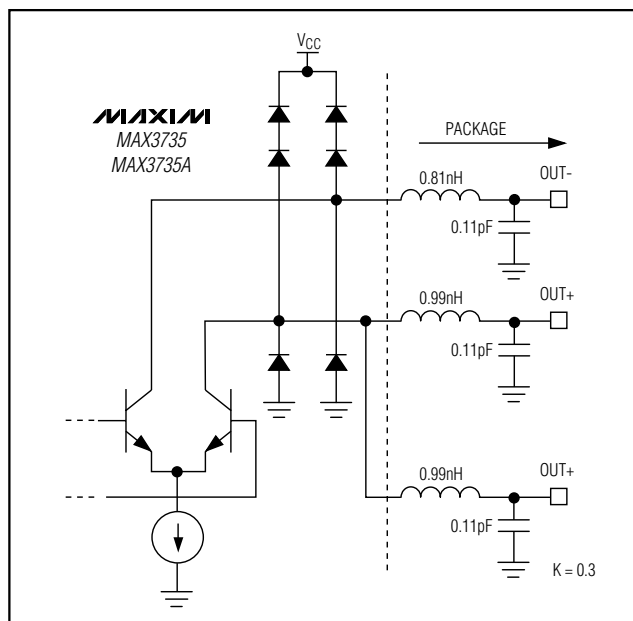 VCC
MAXIM
MAX3735
MAX3735A
PACKAGE
0.81nH
OUT-
0.11pF
0.99nH
OUT+
0.11pF
0.99nH
OUT+
0.11pF
K = 0.3